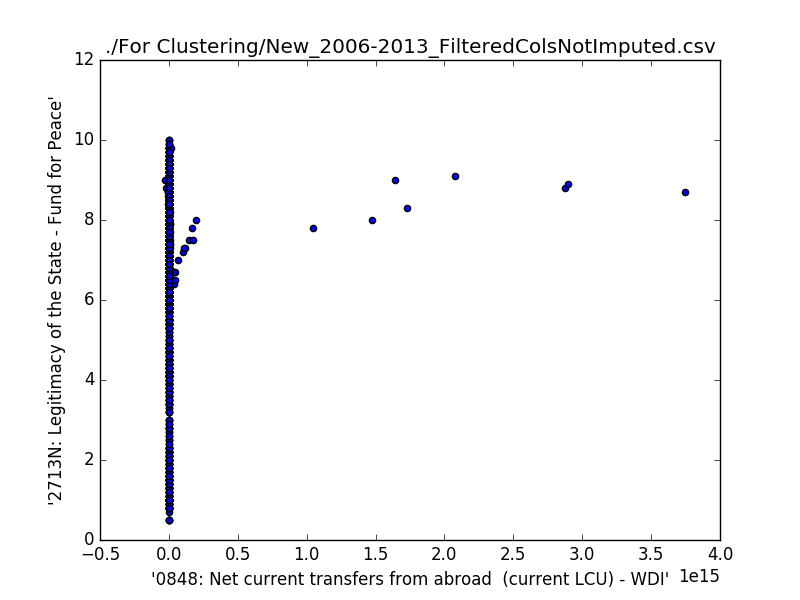 ./For Clustering/New_2006-2013_FilteredColsNotImputed.csv
12
10
8
6
4
2
0
'2713N: Legitimacy of the State - Fund for Peace'
−0.5 0.0 0.5 1.0 1.5 2.0 2.5 3.0 3.5 4.0
1e15
'0848: Net current transfers from abroad  (current LCU) - WDI'